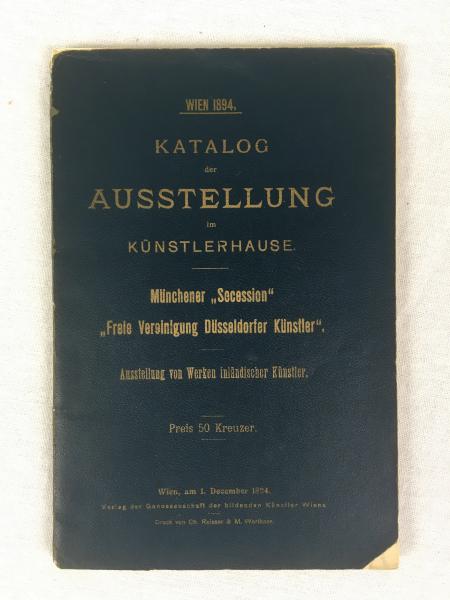 WIEN 1894.
KATALOG
der
AUSSTELLUNG
im
KÜNSTLERHAUSE.
Münchener „Secession“
„Freie Vereinigung Düsseldorfer Künstler“.
Ausstellung von Werken inländischer Künstler.
Preis 50 Kreuzer.
Wien, am 1. December 1894.
Verlag der Genossenschaft der bildenden Künstler Wiens
Druck von Ch. Reisser & M. Werthner.